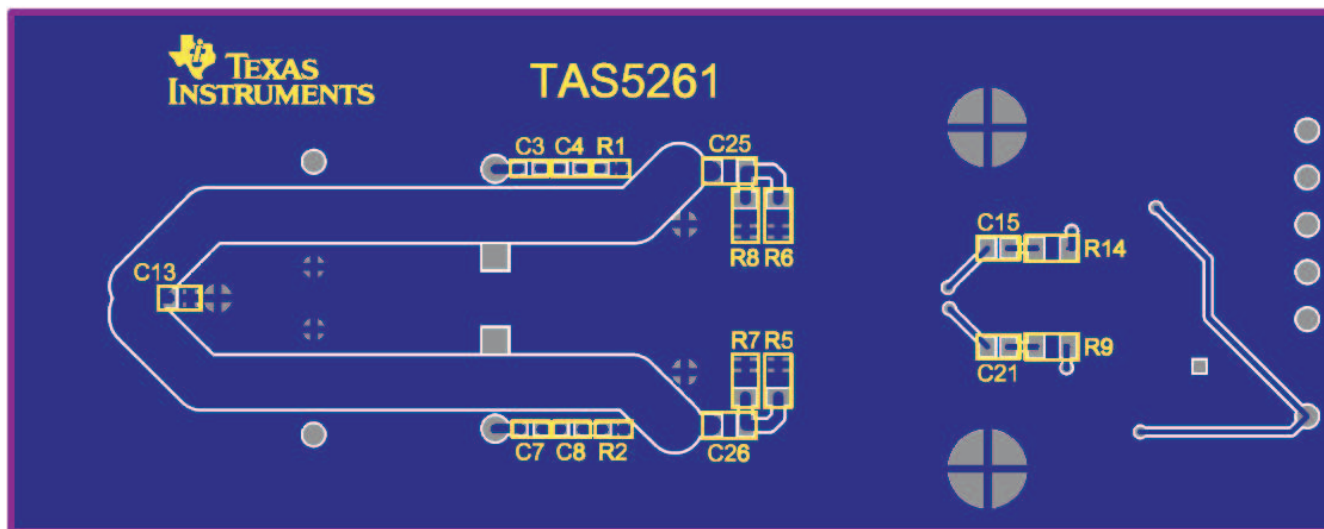 TEXAS
INSTRUMENTS
TAS5261
C3 C4 R1
C25
R8 R6
C13
C15
R14
R7 R5
R9
C21
C7 C8 R2
C26